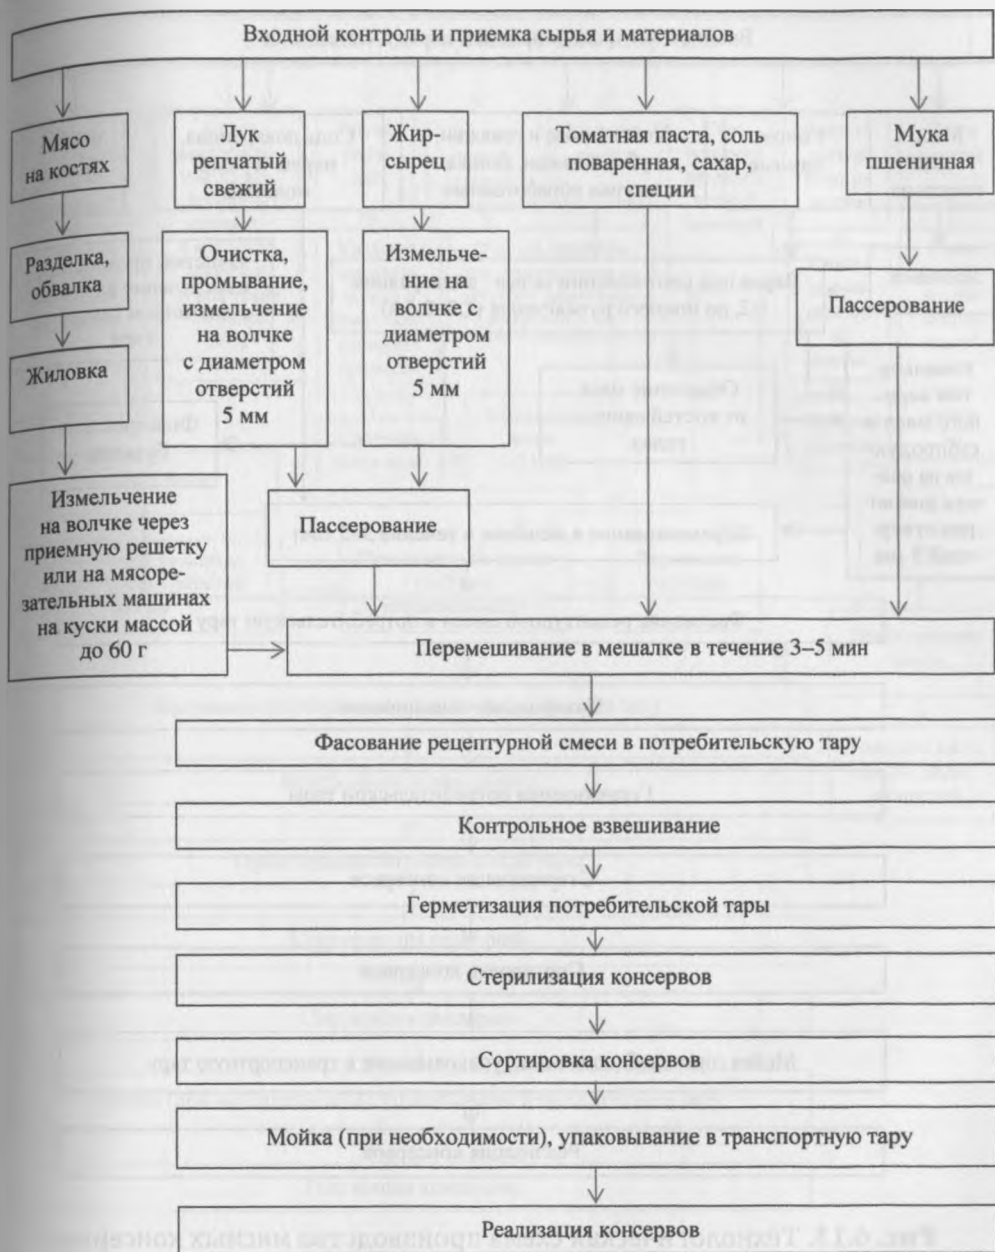 Входной контроль и приемка сырья и материалов
Мясо
на костях
Лук
репчатый
свежий
Жир-
сырец
Томатная паста, соль
поваренная, сахар,
специи
Мука
пшеничная
Разделка,
обвалка
Очистка,
промывание,
измельчение
на волчке
с диаметром
отверстий
5 мм
Измельче-
ние на
волчке с
диаметром
отверстий
5 мм
Пассерование
Жиловка
Измельчение
на волчке через
приемную решетку
или на мясоре-
зательных машинах
на куски массой
до 60 г
Пассерование
Перемешивание в мешалке в течение 3–5 мин
Фасование рецептурной смеси в потребительскую тару
Контрольное взвешивание
Герметизация потребительской тары
Стерилизация консервов
Сортировка консервов
Мойка (при необходимости), упаковывание в транспортную тару
Реализация консервов